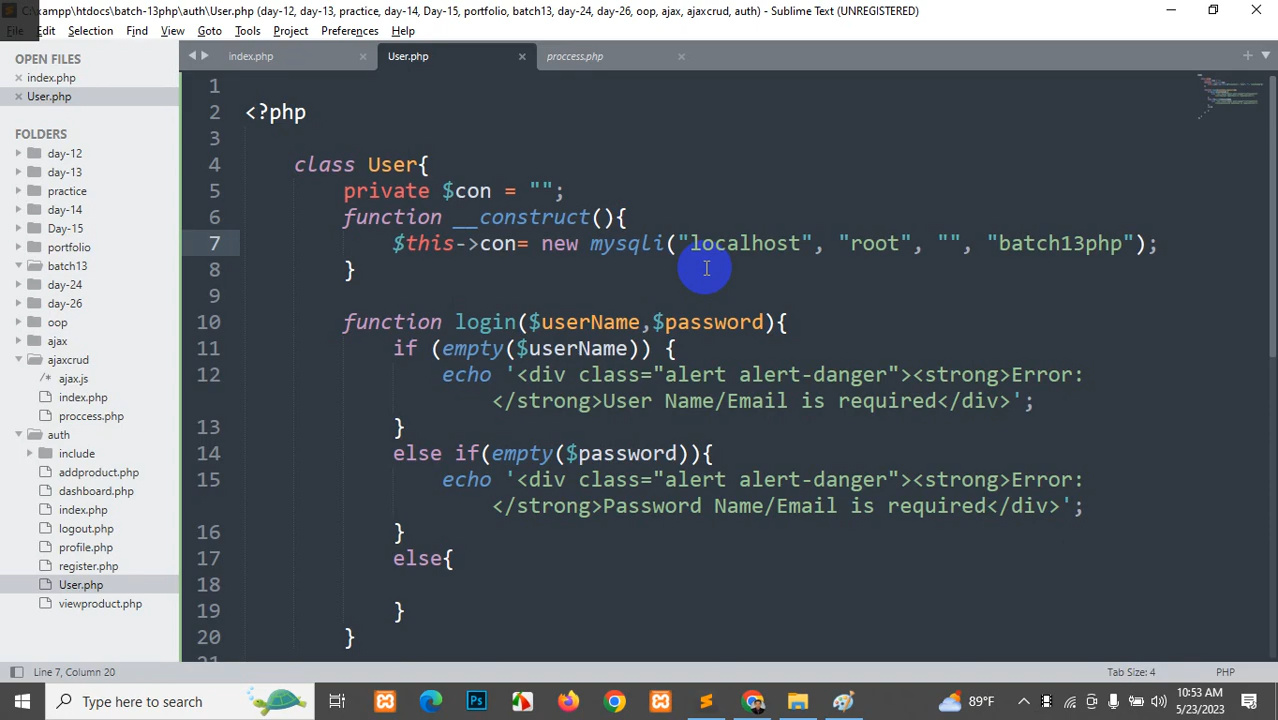 C:\xampp\htdocs\batch-13php\auth\User.php (day-12, day-13, practice, day-14, Day-15, portfolio, batch13, day-24, day-26, oop, ajax, ajaxcrud, auth) - Sublime Text (UNREGISTERED)
File Edit Selection Find View Goto Tools Project Preferences Help
OPEN FILES
index.php
User.php
FOLDERS
day-12
day-13
practice
day-14
Day-15
portfolio
batch13
day-24
day-26
oop
ajax
ajaxcrud
ajax.js
index.php
proccess.php
auth
include
addproduct.php
dashboard.php
index.php
logout.php
profile.php
register.php
User.php
viewproduct.php
index.php User.php proccess.php
1
2 <?php
3
4 class User{
5 private $con = "";
6 function __construct(){
7 $this->con= new mysqli("localhost", "root", "", "batch13php");
8 }
9
10 function login($userName,$password){
11 if (empty($userName)) {
12 echo '<div class="alert alert-danger"><strong>Error:
</strong>User Name/Email is required</div>';
13 }
14 else if(empty($password)){
15 echo '<div class="alert alert-danger"><strong>Error:
</strong>Password Name/Email is required</div>';
16 }
17 else{
18
19 }
20 }
21
Line 7, Column 20 Tab Size: 4 PHP
Type here to search
Ps
89°F
10:53 AM
5/23/2023